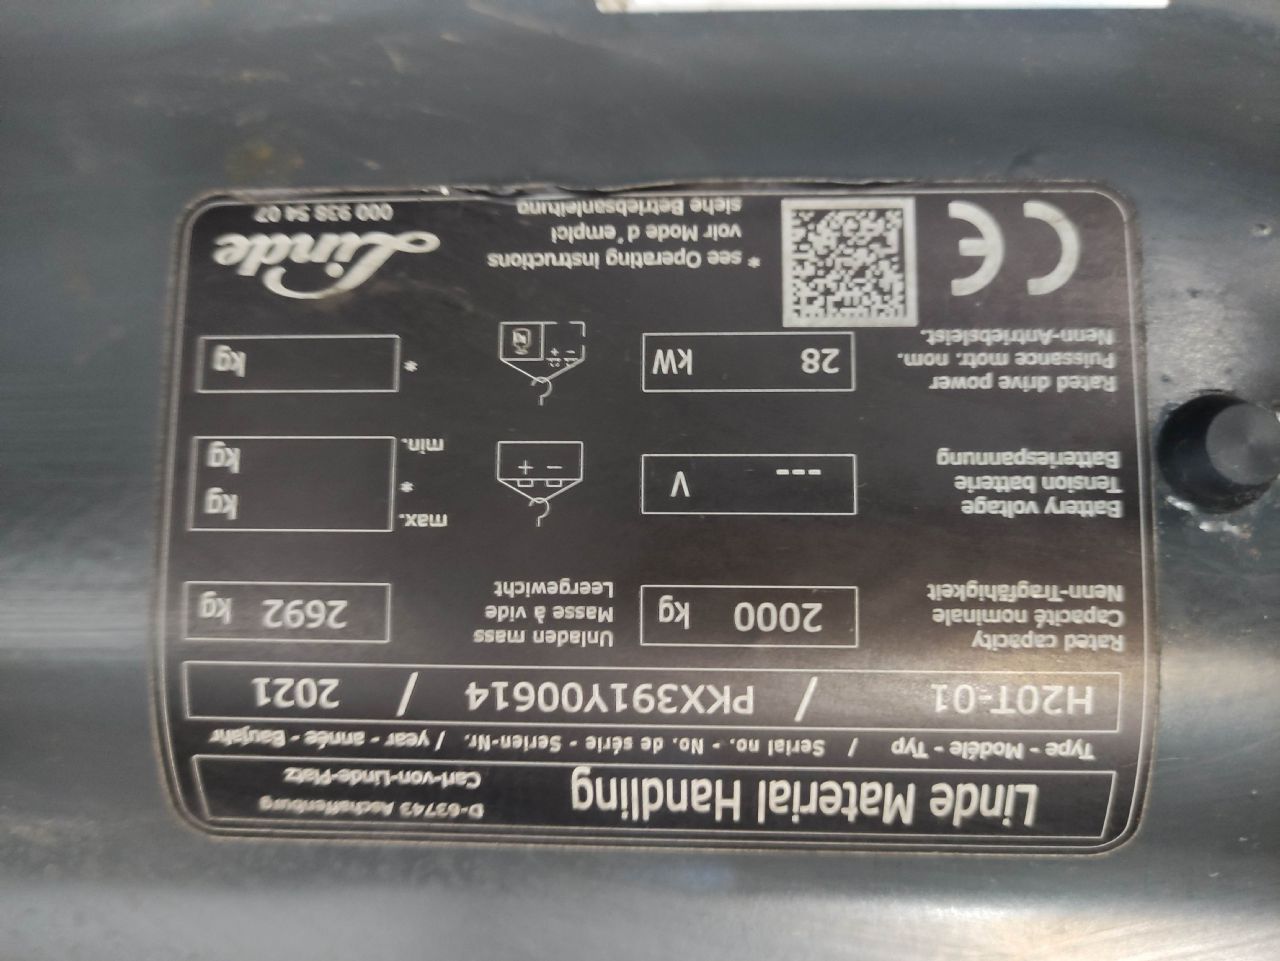 Linde Material Handling
Carl-von-Linde-Platz
D-63743 Aschaffenburg
Type - Modèle - Typ / Serial no. - No. de série - Serien-Nr. / year - année - Baujahr
H20T-01 / PKX391Y00614 / 2021
Rated capacity
Capacité nominale
Nenn-Tragfähigkeit
2000 kg
Unladen mass
Masse à vide
Leergewicht
2692 kg
Battery voltage
Tension batterie
Batteriespannung
--- V
max. kg
*
min. kg
Rated drive power
Puissance motr. nom.
Nenn-Antriebsleist.
28 kW
* kg
CE
* see Operating Instructions
voir Mode d'emploi
siehe Betriebsanleitung
Linde
000 938 54 07